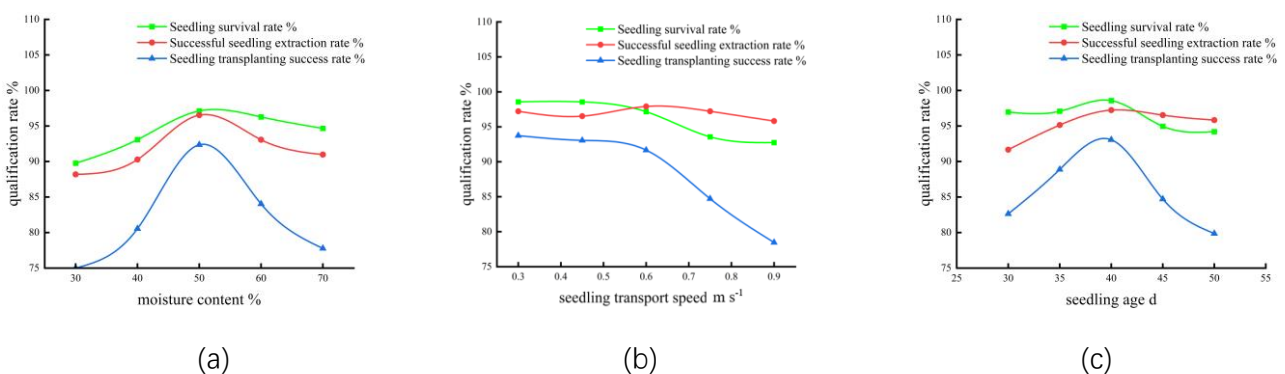 110
105
100
95
90
85
80
75
qualification rate %
Seedling survival rate %
Successful seedling extraction rate %
Seedling transplanting success rate %
30 40 50 60 70
moisture content %
(a)
110
105
100
95
90
85
80
75
qualification rate %
Seedling survival rate %
Successful seedling extraction rate %
Seedling transplanting success rate %
0.3 0.4 0.5 0.6 0.7 0.8 0.9
seedling transport speed m s⁻¹
(b)
110
105
100
95
90
85
80
75
qualification rate %
Seedling survival rate %
Successful seedling extraction rate %
Seedling transplanting success rate %
25 30 35 40 45 50 55
seedling age d
(c)